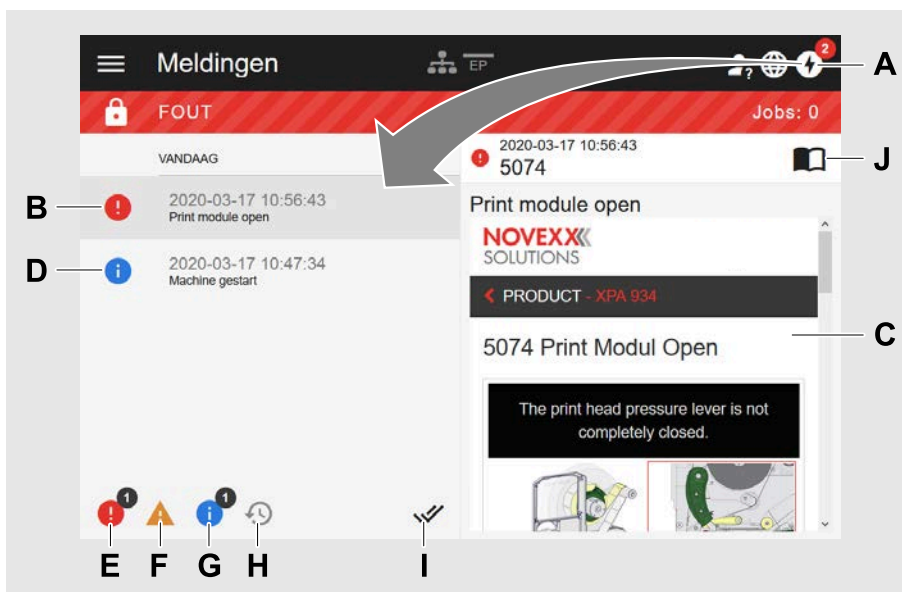 Meldingen
EP
2
A
FOUT
Jobs: 0
VANDAAG
2020-03-17 10:56:43
5074
J
B
2020-03-17 10:56:43
Print module open
Print module open
NOVEXX
SOLUTIONS
D
2020-03-17 10:47:34
Machine gestart
PRODUCT - XPA 934
C
5074 Print Modul Open
The print head pressure lever is not
completely closed.
1
1
E
F
G
H
I